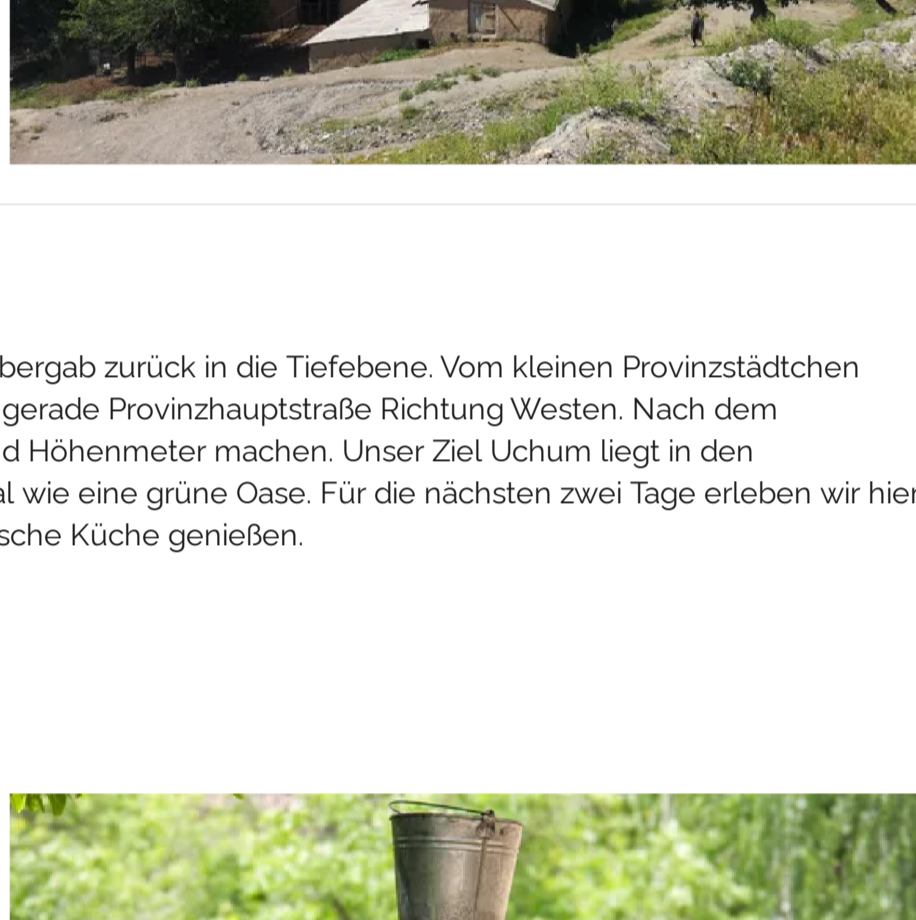 bergab zurück in die Tiefebene. Vom kleinen Provinzstädtchen
gerade Provinzhauptstraße Richtung Westen. Nach dem
d Höhenmeter machen. Unser Ziel Uchum liegt in den
al wie eine grüne Oase. Für die nächsten zwei Tage erleben wir hier
sche Küche genießen.